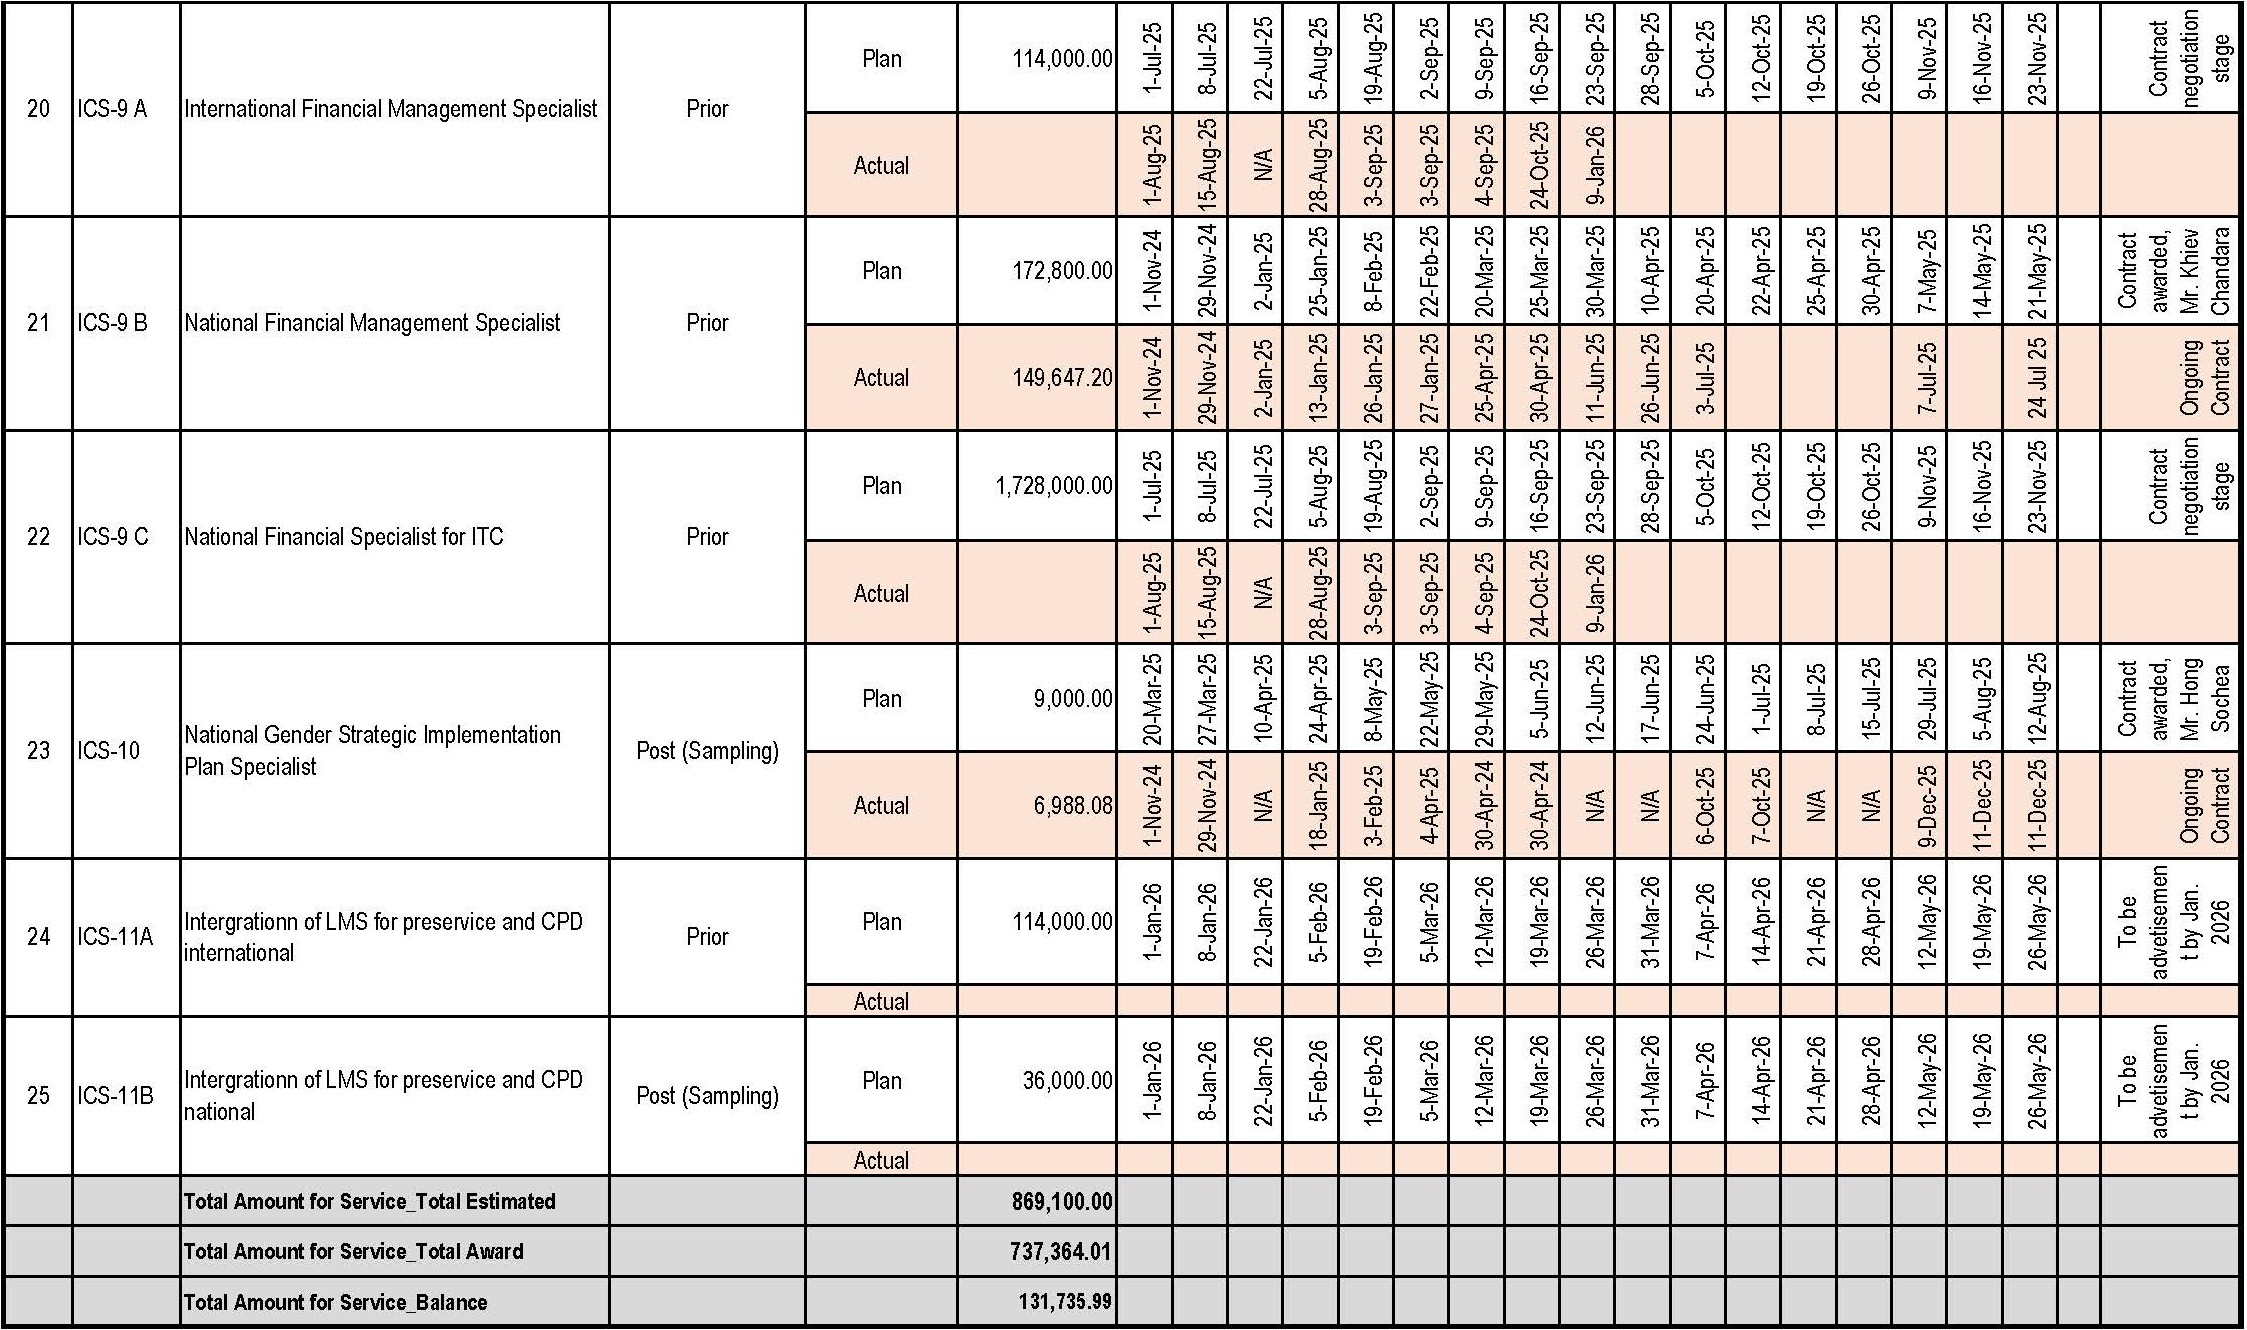 20 ICS-9 A International Financial Management Specialist Prior
Plan 114,000.00 1-Jul-25 8-Jul-25 22-Jul-25 5-Aug-25 19-Aug-25 2-Sep-25 9-Sep-25 16-Sep-25 23-Sep-25 28-Sep-25 5-Oct-25 12-Oct-25 19-Oct-25 26-Oct-25 9-Nov-25 16-Nov-25 23-Nov-25
Contract
negotiation
stage
Actual 1-Aug-25 15-Aug-25 N/A 28-Aug-25 3-Sep-25 3-Sep-25 4-Sep-25 24-Oct-25 9-Jan-26
21 ICS-9 B National Financial Management Specialist Prior
Plan 172,800.00 1-Nov-24 29-Nov-24 2-Jan-25 25-Jan-25 8-Feb-25 22-Feb-25 20-Mar-25 25-Mar-25 30-Mar-25 10-Apr-25 20-Apr-25 22-Apr-25 25-Apr-25 30-Apr-25 7-May-25 14-May-25 21-May-25
Contract
awarded,
Mr. Khiev
Chandara
Actual 149,647.20 1-Nov-24 29-Nov-24 2-Jan-25 13-Jan-25 26-Jan-25 27-Jan-25 25-Apr-25 30-Apr-25 11-Jun-25 26-Jun-25 3-Jul-25 7-Jul-25 24 Jul 25
Ongoing
Contract
22 ICS-9 C National Financial Specialist for ITC Prior
Plan 1,728,000.00 1-Jul-25 8-Jul-25 22-Jul-25 5-Aug-25 19-Aug-25 2-Sep-25 9-Sep-25 16-Sep-25 23-Sep-25 28-Sep-25 5-Oct-25 12-Oct-25 19-Oct-25 26-Oct-25 9-Nov-25 16-Nov-25 23-Nov-25
Contract
negotiation
stage
Actual 1-Aug-25 15-Aug-25 N/A 28-Aug-25 3-Sep-25 3-Sep-25 4-Sep-25 24-Oct-25 9-Jan-26
23 ICS-10 National Gender Strategic Implementation
Plan Specialist
Post (Sampling)
Plan 9,000.00 20-Mar-25 27-Mar-25 10-Apr-25 24-Apr-25 8-May-25 22-May-25 29-May-25 5-Jun-25 12-Jun-25 17-Jun-25 24-Jun-25 1-Jul-25 8-Jul-25 15-Jul-25 29-Jul-25 5-Aug-25 12-Aug-25
Contract
awarded,
Mr. Hong
Sochea
Actual 6,988.08 1-Nov-24 29-Nov-24 N/A 18-Jan-25 3-Feb-25 4-Apr-25 30-Apr-24 30-Apr-24 N/A N/A 6-Oct-25 7-Oct-25 N/A N/A 9-Dec-25 11-Dec-25 11-Dec-25
Ongoing
Contract
24 ICS-11A Intergrationn of LMS for preservice and CPD
international
Prior
Plan 114,000.00 1-Jan-26 8-Jan-26 22-Jan-26 5-Feb-26 19-Feb-26 5-Mar-26 12-Mar-26 19-Mar-26 26-Mar-26 31-Mar-26 7-Apr-26 14-Apr-26 21-Apr-26 28-Apr-26 12-May-26 19-May-26 26-May-26
To be
advetisemen
t by Jan.
2026
Actual
25 ICS-11B Intergrationn of LMS for preservice and CPD
national
Post (Sampling)
Plan 36,000.00 1-Jan-26 8-Jan-26 22-Jan-26 5-Feb-26 19-Feb-26 5-Mar-26 12-Mar-26 19-Mar-26 26-Mar-26 31-Mar-26 7-Apr-26 14-Apr-26 21-Apr-26 28-Apr-26 12-May-26 19-May-26 26-May-26
To be
advetisemen
t by Jan.
2026
Actual
Total Amount for Service_Total Estimated 869,100.00
Total Amount for Service_Total Award 737,364.01
Total Amount for Service_Balance 131,735.99